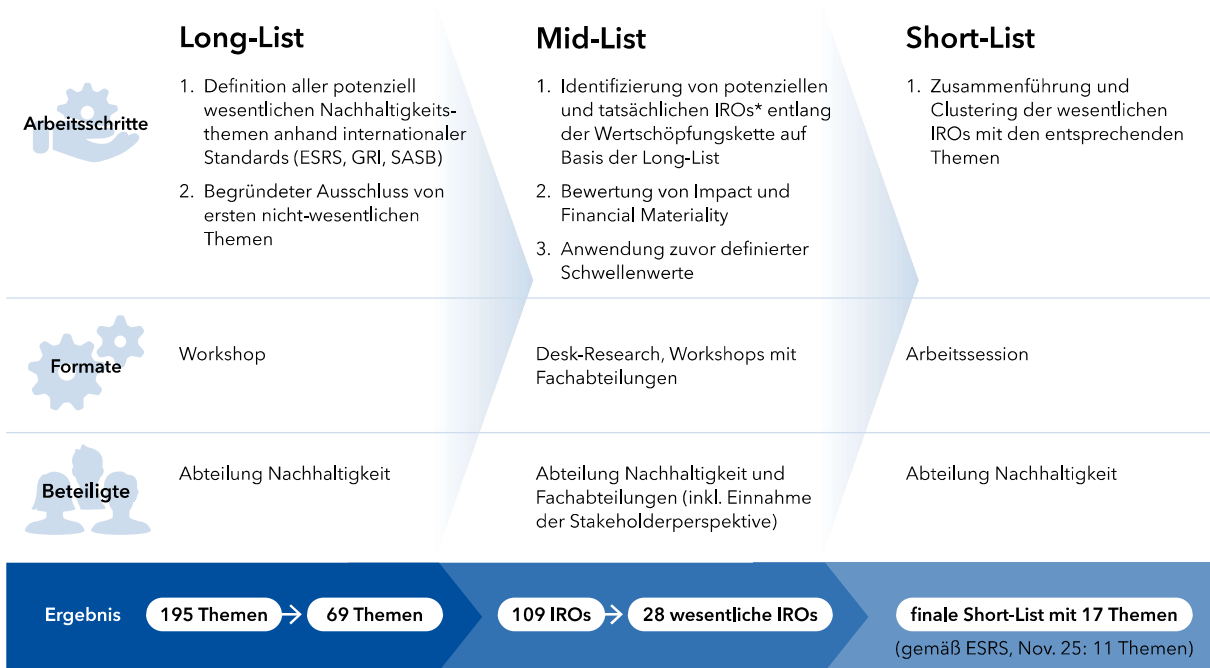 Long-List
Mid-List
Short-List
Arbeitsschritte
1. Definition aller potenziell
wesentlichen Nachhaltigkeits-
themen anhand internationaler
Standards (ESRS, GRI, SASB)
2. Begründeter Ausschluss von
ersten nicht-wesentlichen
Themen
1. Identifizierung von potenziellen
und tatsächlichen IROs* entlang
der Wertschöpfungskette auf
Basis der Long-List
2. Bewertung von Impact und
Financial Materiality
3. Anwendung zuvor definierter
Schwellenwerte
1. Zusammenführung und
Clustering der wesentlichen
IROs mit den entsprechenden
Themen
Formate
Workshop
Desk-Research, Workshops mit
Fachabteilungen
Arbeitssession
Beteiligte
Abteilung Nachhaltigkeit
Abteilung Nachhaltigkeit und
Fachabteilungen (inkl. Einnahme
der Stakeholderperspektive)
Abteilung Nachhaltigkeit
Ergebnis
195 Themen → 69 Themen
109 IROs → 28 wesentliche IROs
finale Short-List mit 17 Themen
(gemäß ESRS, Nov. 25: 11 Themen)